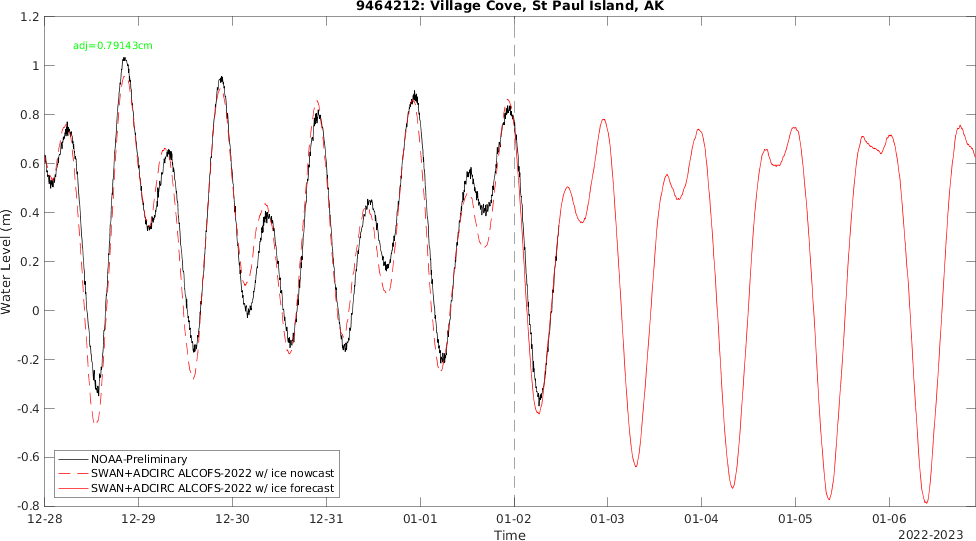 9464212: Village Cove, St Paul Island, AK
adj=0.79143cm
1.2
1
0.8
0.6
0.4
0.2
0
-0.2
-0.4
-0.6
-0.8
Water Level (m)
NOAA-Preliminary
SWAN+ADCIRC ALCOFS-2022 w/ ice nowcast
SWAN+ADCIRC ALCOFS-2022 w/ ice forecast
12-28 12-29 12-30 12-31 01-01 01-02 01-03 01-04 01-05 01-06
Time
2022-2023